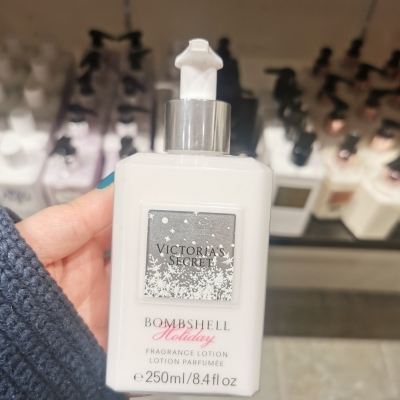 VICTORIA'S
SECRET
BOMBSHELL
Holiday
FRAGRANCE LOTION
LOTION PARFUMÉE
℮250ml/8.4fl oz